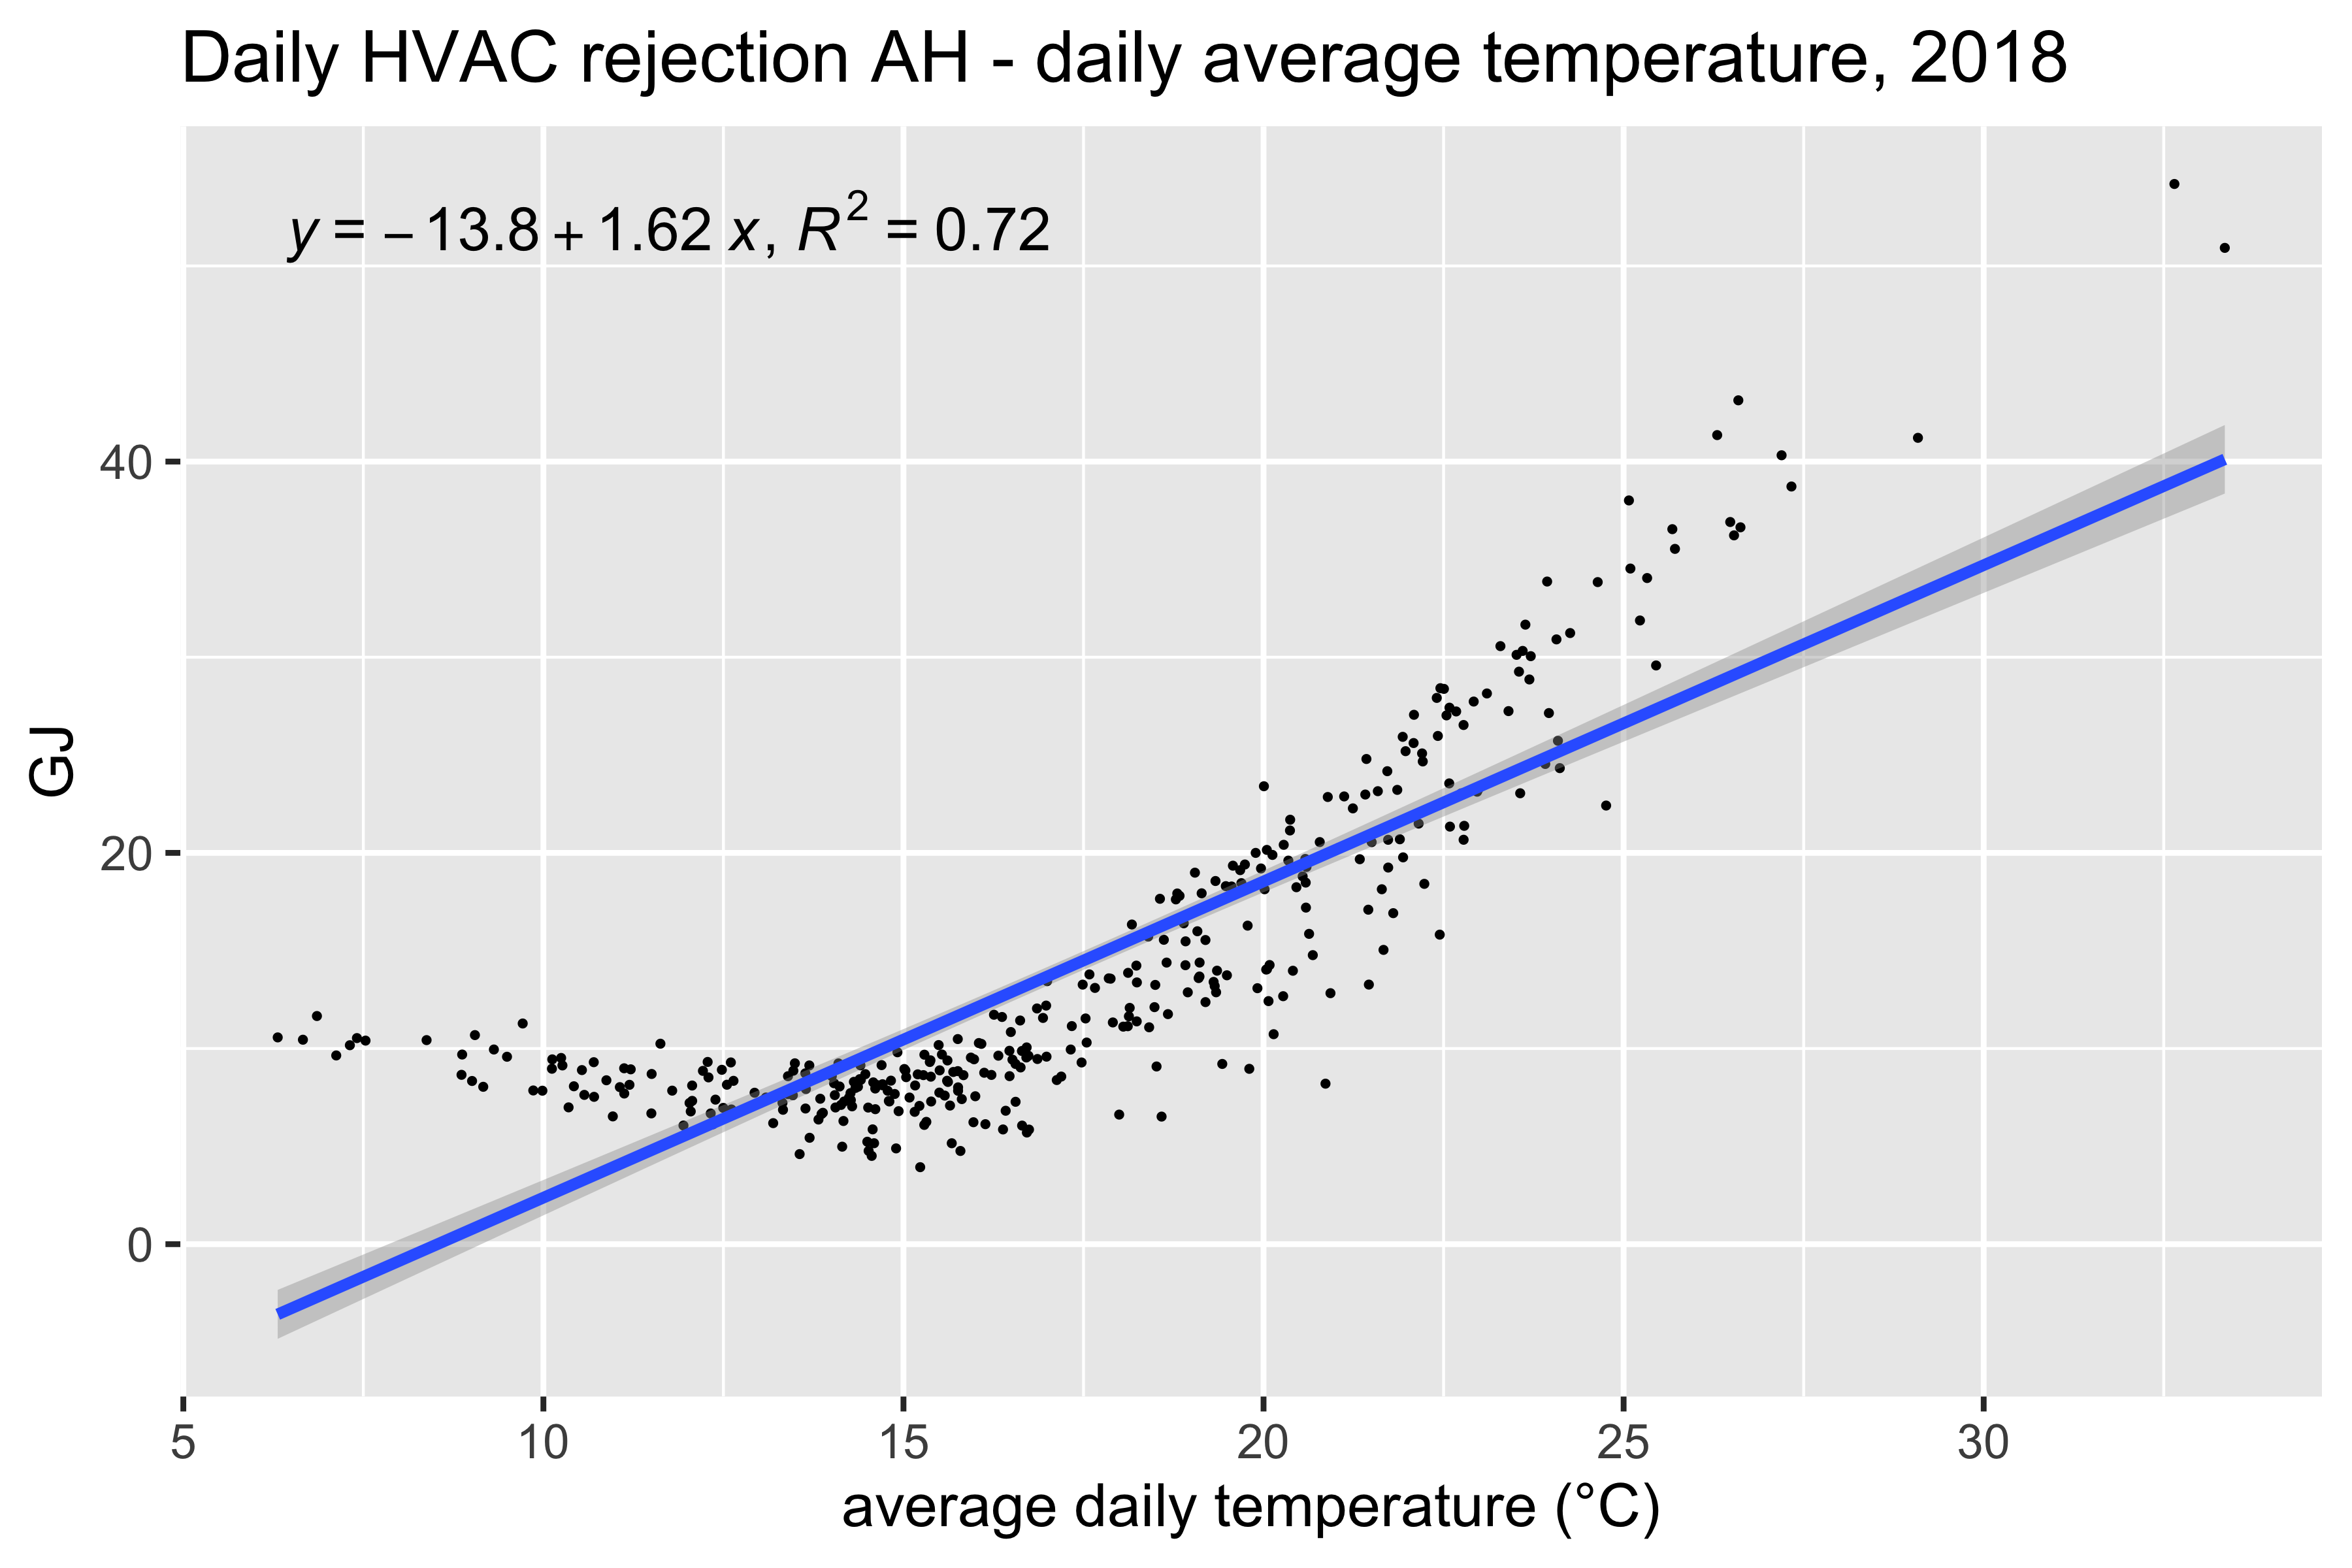 Daily HVAC rejection AH - daily average temperature, 2018
y = − 13.8 + 1.62 x, R² = 0.72
40
20
0
GJ
5 10 15 20 25 30
average daily temperature (°C)